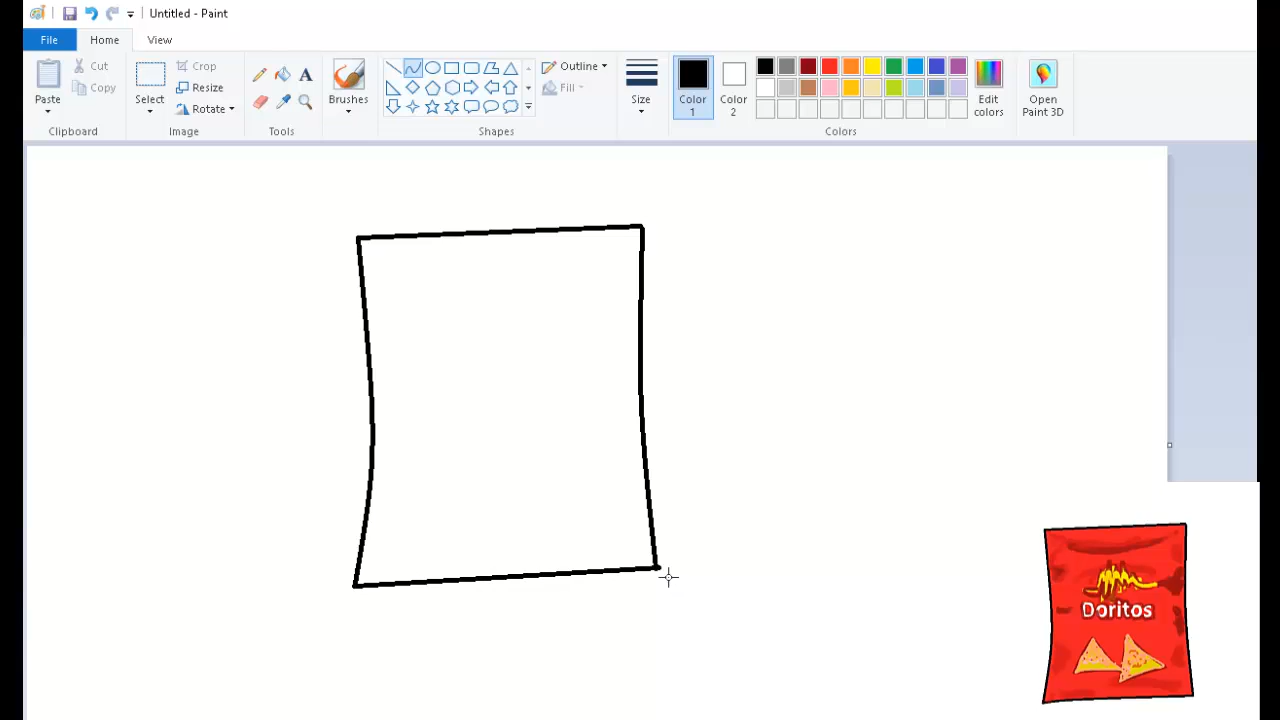 Untitled - Paint
File Home View
Paste
Cut
Copy
Clipboard
Select
Crop
Resize
Rotate
Image
A
Tools
Brushes
Outline
Fill
Shapes
Size
Color
1
Color
2
Edit
colors
Colors
Open
Paint 3D
Doritos